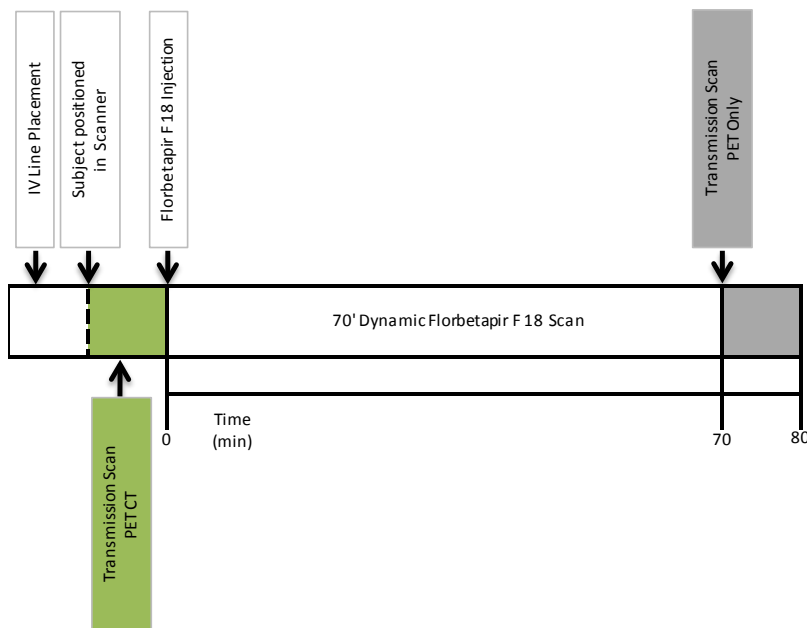 IV Line Placement
Subject positioned
in Scanner
Florbetapir F 18 Injection
Transmission Scan
PET Only
70' Dynamic Florbetapir F 18 Scan
Time
(min)
0
70
80
Transmission Scan
PET CT